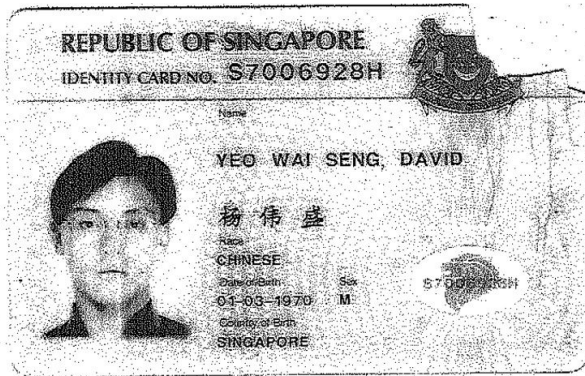 REPUBLIC OF SINGAPORE
IDENTITY CARD NO. S7006928H
Name
YEO WAI SENG, DAVID
杨伟盛
Race
CHINESE
Date of Birth Sex
01-03-1970 M
Country of Birth
SINGAPORE